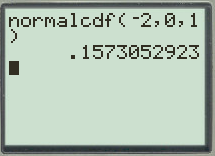 normalcdf(-2,0,1
)
.1573052923